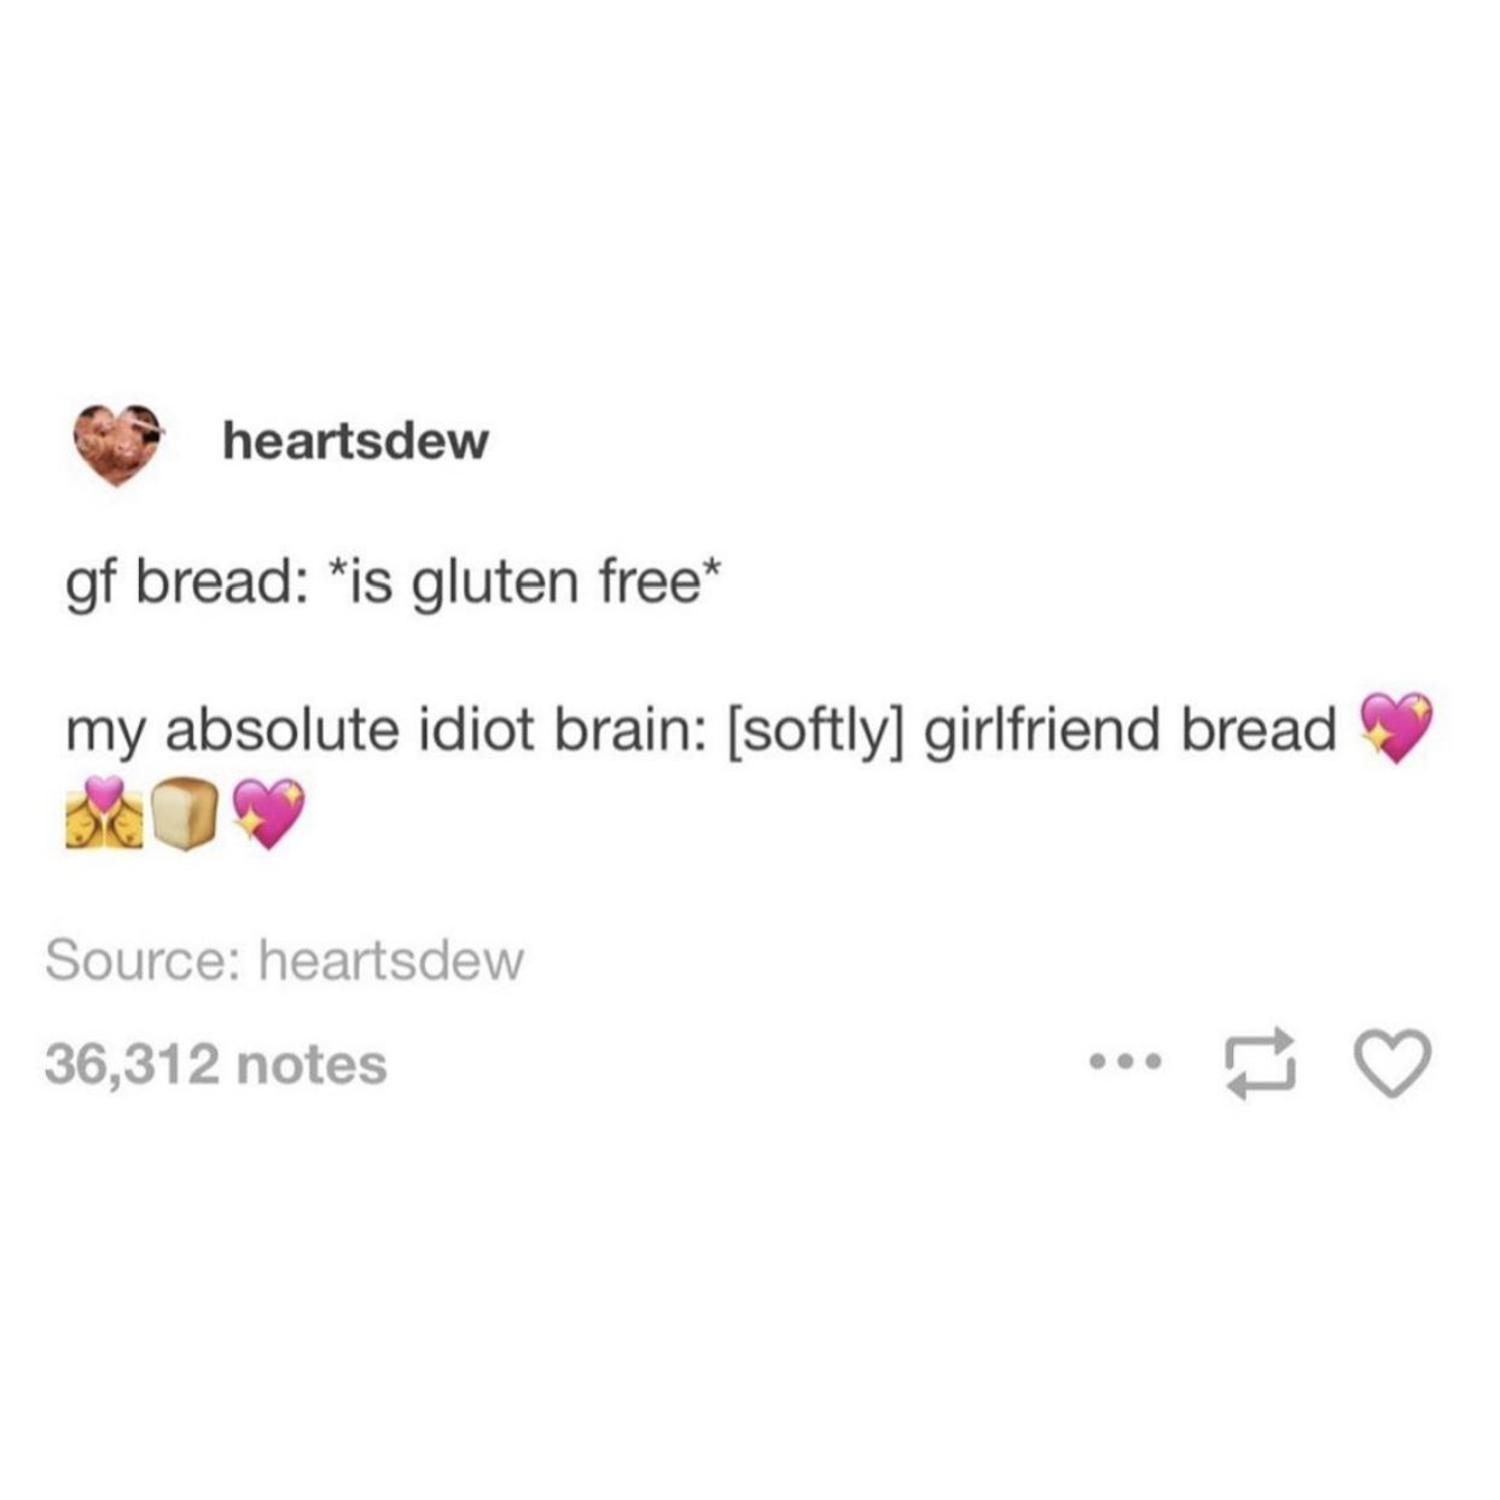 heartsdew
gf bread: *is gluten free*
my absolute idiot brain: [softly] girlfriend bread 💖
👩‍❤️‍💋‍👩🍞💖
Source: heartsdew
36,312 notes